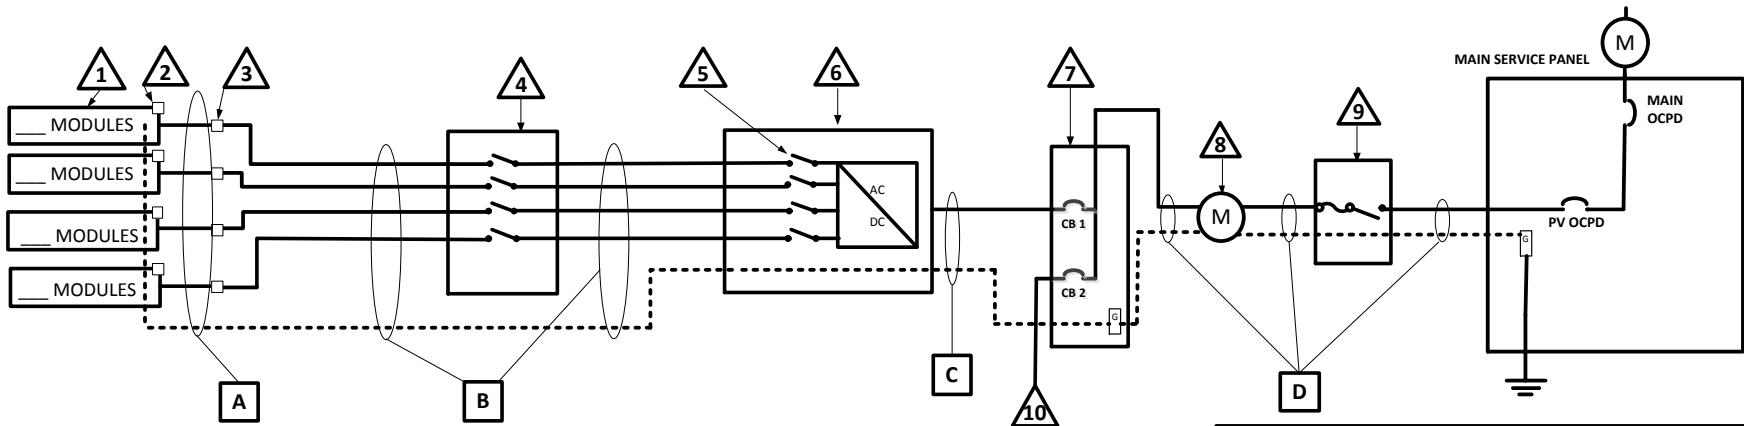 M
MAIN SERVICE PANEL
1
2
3
4
5
6
7
8
9
MAIN
OCPD
___ MODULES
___ MODULES
___ MODULES
___ MODULES
AC
DC
CB 1
M
PV OCPD
G
CB 2
G
A
B
C
D
10